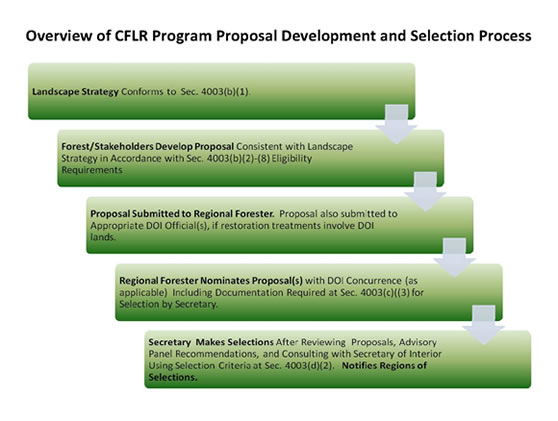 Overview of CFLR Program Proposal Development and Selection Process
Landscape Strategy Conforms to Sec. 4003(b)(1).
Forest/Stakeholders Develop Proposal Consistent with Landscape
Strategy in Accordance with Sec. 4003(b)(2)-(8) Eligibility
Requirements
Proposal Submitted to Regional Forester. Proposal also submitted to
Appropriate DOI Official(s), if restoration treatments involve DOI
lands.
Regional Forester Nominates Proposal(s) with DOI Concurrence (as
applicable) Including Documentation Required at Sec. 4003(c)((3) for
Selection by Secretary.
Secretary Makes Selections After Reviewing Proposals, Advisory
Panel Recommendations, and Consulting with Secretary of Interior
Using Selection Criteria at Sec. 4003(d)(2). Notifies Regions of
Selections.